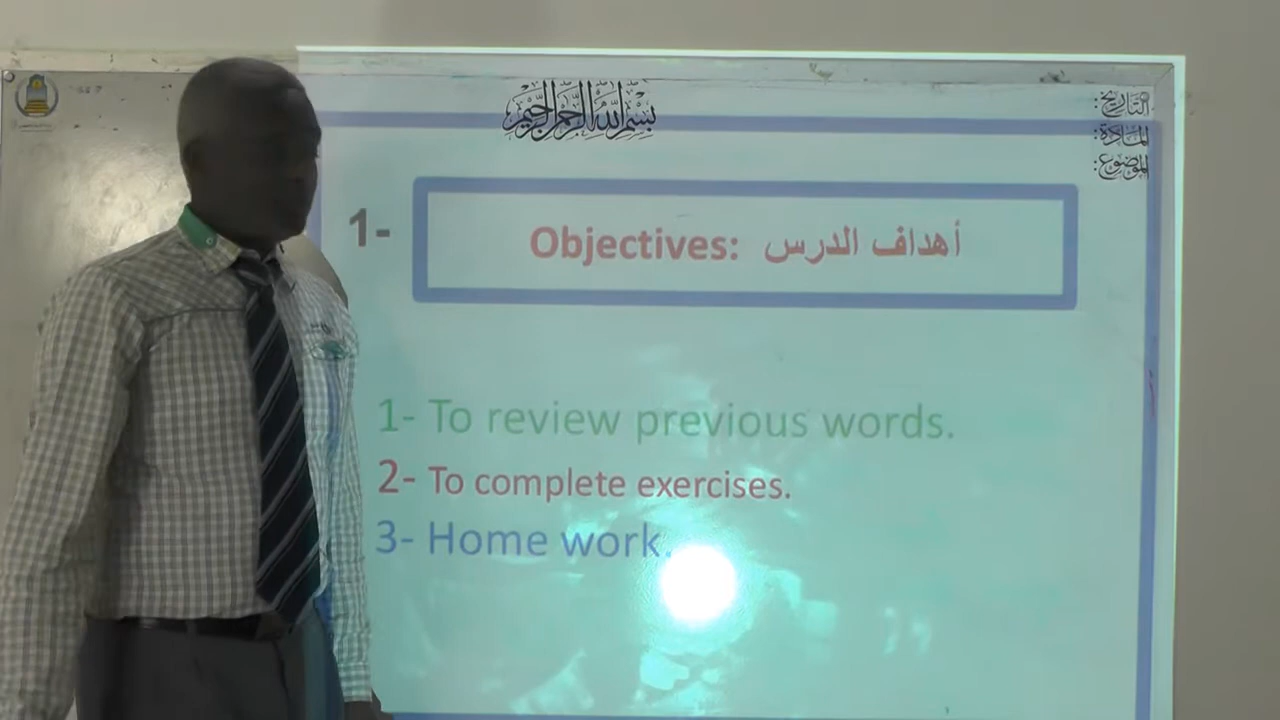 بسم الله الرحمن الرحيم
التاريخ:
المادة:
الموضوع:
1-
Objectives: أهداف الدرس
1- To review previous words.
2- To complete exercises.
3- Home work.